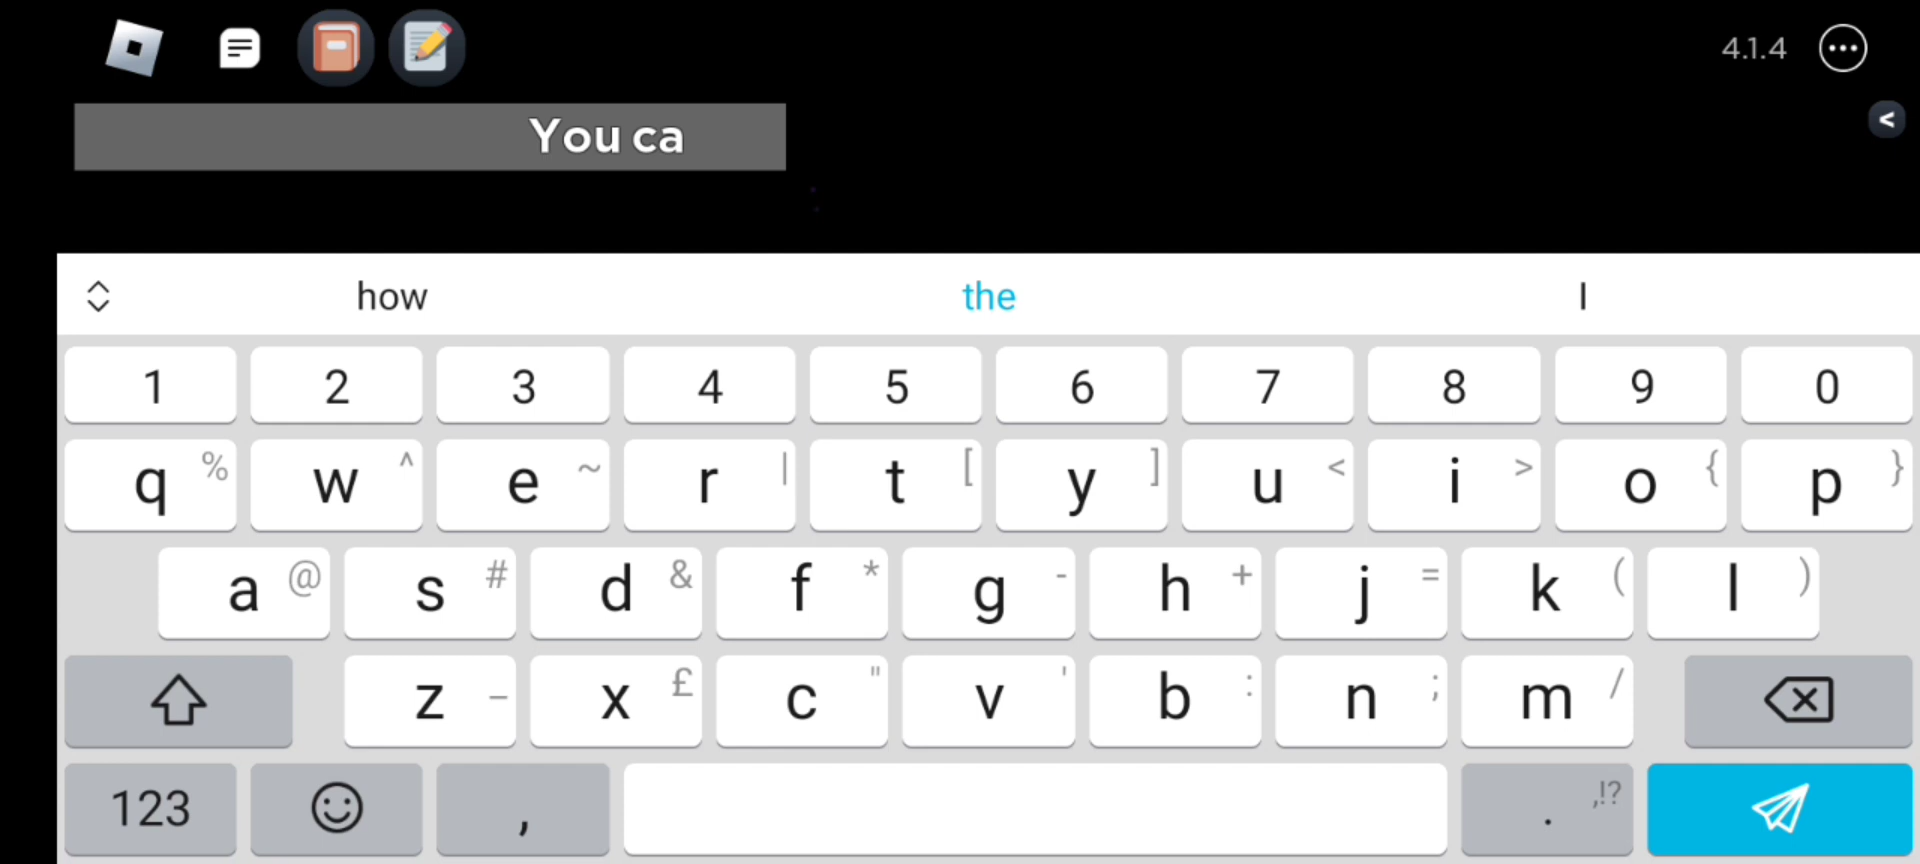 4.1.4
<
You ca
how the I
1 2 3 4 5 6 7 8 9 0
q % w ^ e ~ r | t [ y ] u < i > o { p }
a @ s # d & f * g - h + j = k ( l )
z _ x £ c " v ' b : n ; m /
123 , . ,!?